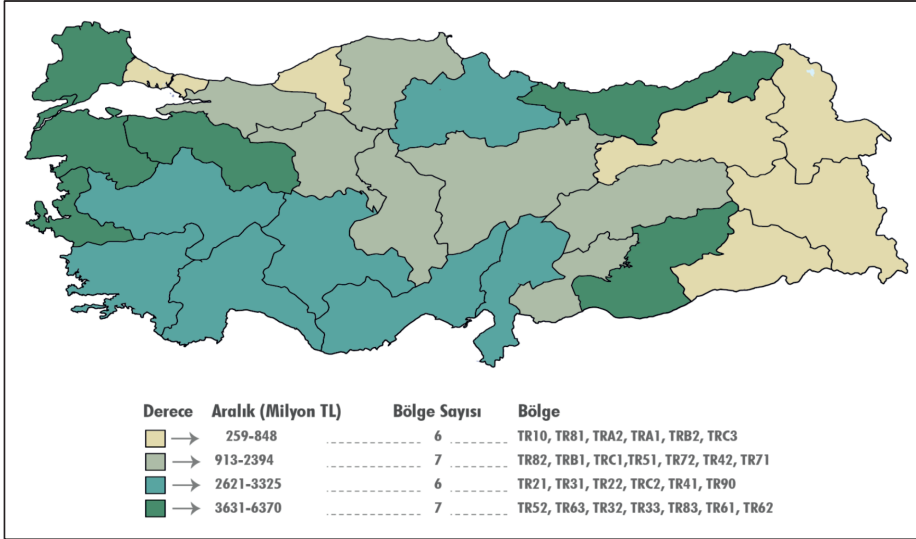 Derece Aralık (Milyon TL) Bölge Sayısı Bölge
259-848 6 TR10, TR81, TRA2, TRA1, TRB2, TRC3
913-2394 7 TR82, TRB1, TRC1,TR51, TR72, TR42, TR71
2621-3325 6 TR21, TR31, TR22, TRC2, TR41, TR90
3631-6370 7 TR52, TR63, TR32, TR33, TR83, TR61, TR62